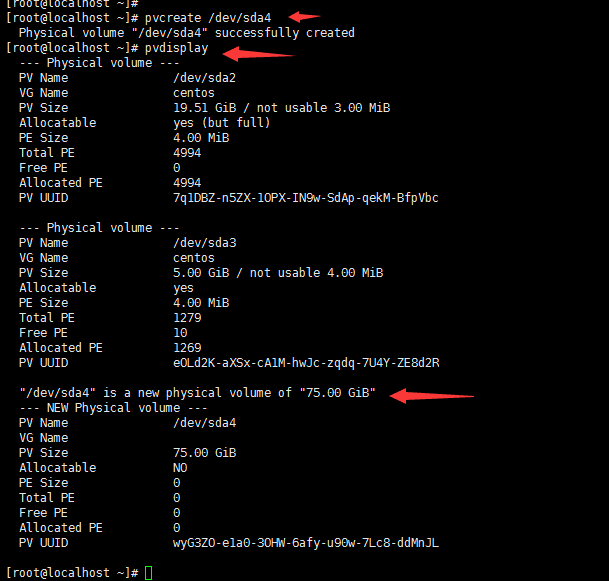 [root@localhost ~]#
[root@localhost ~]# pvcreate /dev/sda4
Physical volume "/dev/sda4" successfully created
[root@localhost ~]# pvdisplay
--- Physical volume ---
PV Name /dev/sda2
VG Name centos
PV Size 19.51 GiB / not usable 3.00 MiB
Allocatable yes (but full)
PE Size 4.00 MiB
Total PE 4994
Free PE 0
Allocated PE 4994
PV UUID 7q1DBZ-n5ZX-1OPX-IN9w-SdAp-qekM-BfpVbc
--- Physical volume ---
PV Name /dev/sda3
VG Name centos
PV Size 5.00 GiB / not usable 4.00 MiB
Allocatable yes
PE Size 4.00 MiB
Total PE 1279
Free PE 10
Allocated PE 1269
PV UUID eOLd2K-aXSx-cA1M-hwJc-zqdq-7U4Y-ZE8d2R
"/dev/sda4" is a new physical volume of "75.00 GiB"
--- NEW Physical volume ---
PV Name /dev/sda4
VG Name
PV Size 75.00 GiB
Allocatable NO
PE Size 0
Total PE 0
Free PE 0
Allocated PE 0
PV UUID wyG3ZO-e1a0-3OHW-6afy-u90w-7Lc8-ddMnJL
[root@localhost ~]#